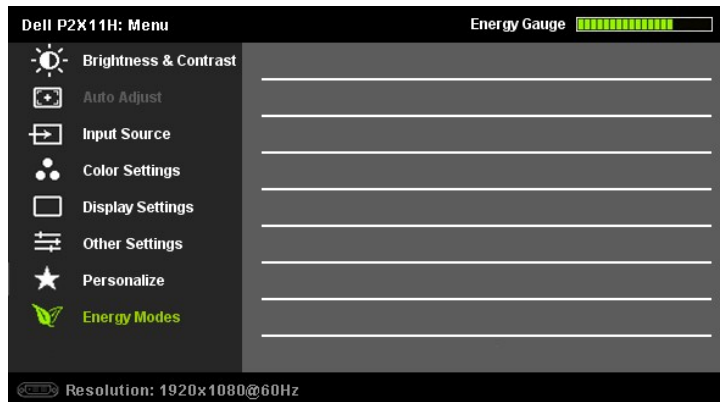 Dell P2X11H: Menu Energy Gauge
Brightness & Contrast
Auto Adjust
Input Source
Color Settings
Display Settings
Other Settings
Personalize
Energy Modes
Resolution: 1920x1080@60Hz